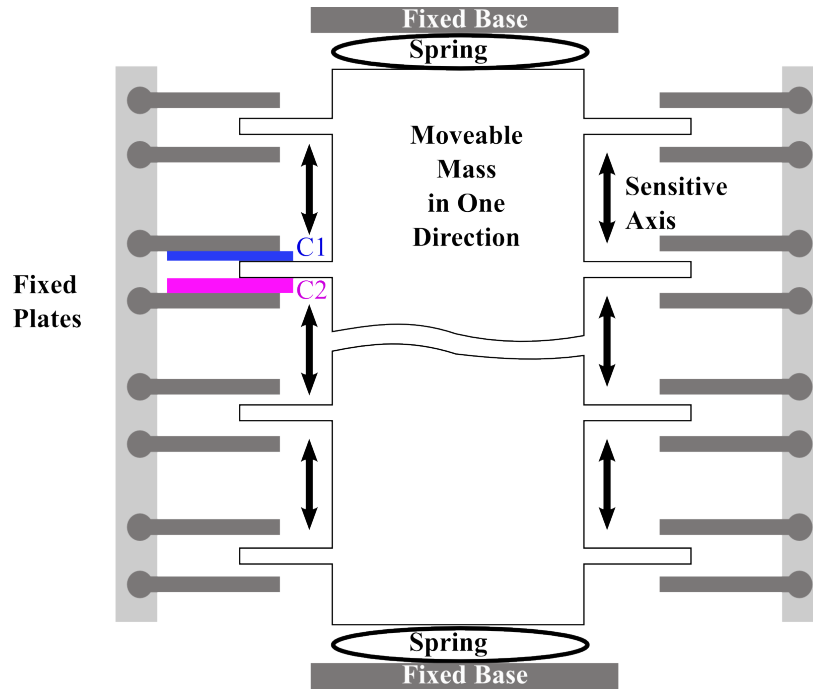 Fixed Base
Spring
Moveable
Mass
in One
Direction
Sensitive
Axis
C1
C2
Fixed
Plates
Spring
Fixed Base